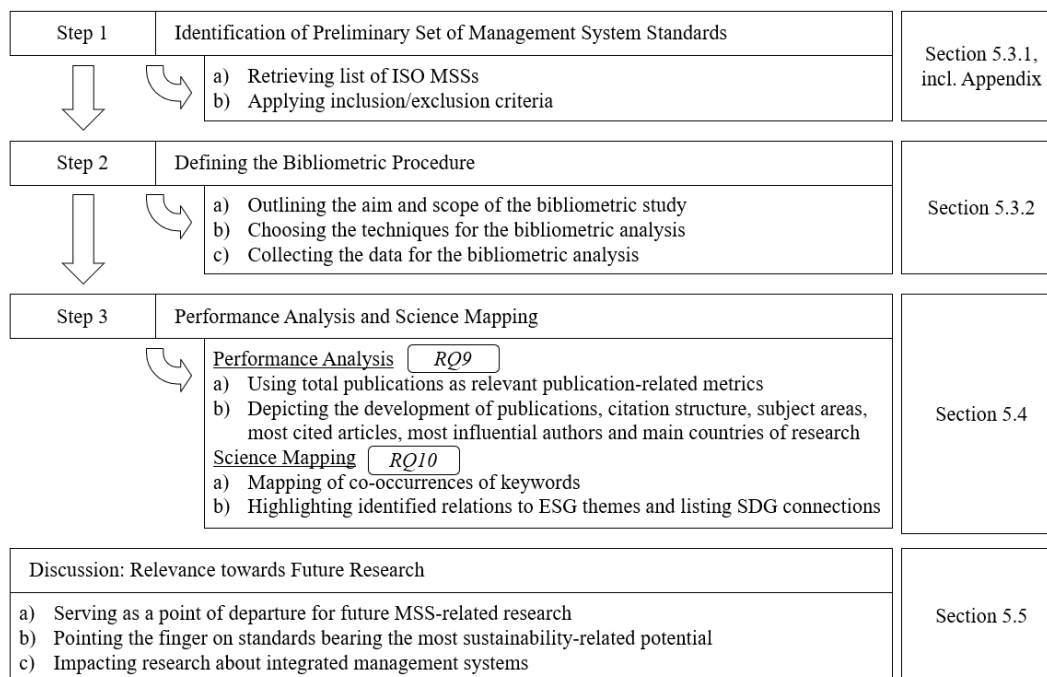 Step 1
Identification of Preliminary Set of Management System Standards
a) Retrieving list of ISO MSSs
b) Applying inclusion/exclusion criteria
Section 5.3.1,
incl. Appendix
Step 2
Defining the Bibliometric Procedure
a) Outlining the aim and scope of the bibliometric study
b) Choosing the techniques for the bibliometric analysis
c) Collecting the data for the bibliometric analysis
Section 5.3.2
Step 3
Performance Analysis and Science Mapping
Performance Analysis RQ9
a) Using total publications as relevant publication-related metrics
b) Depicting the development of publications, citation structure, subject areas,
most cited articles, most influential authors and main countries of research
Science Mapping RQ10
a) Mapping of co-occurrences of keywords
b) Highlighting identified relations to ESG themes and listing SDG connections
Section 5.4
Discussion: Relevance towards Future Research
a) Serving as a point of departure for future MSS-related research
b) Pointing the finger on standards bearing the most sustainability-related potential
c) Impacting research about integrated management systems
Section 5.5